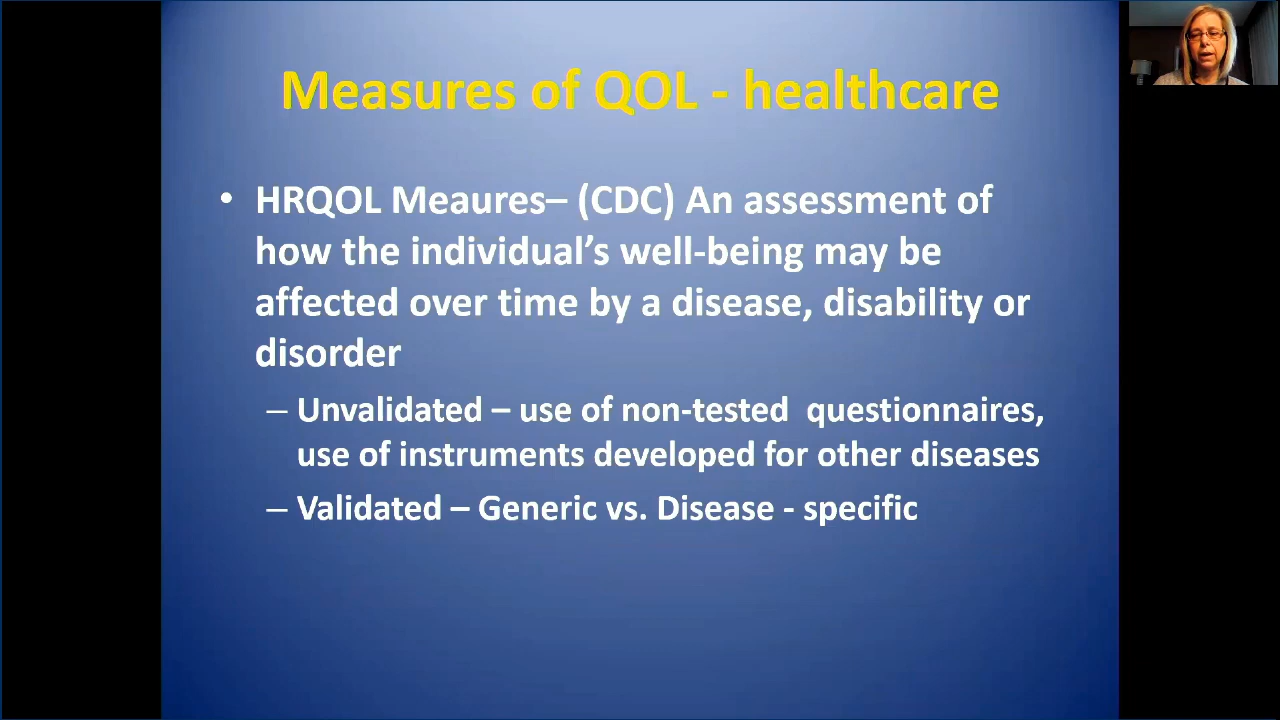 Measures of QOL - healthcare
• HRQOL Meaures– (CDC) An assessment of
how the individual’s well-being may be
affected over time by a disease, disability or
disorder
– Unvalidated – use of non-tested  questionnaires,
use of instruments developed for other diseases
– Validated – Generic vs. Disease - specific